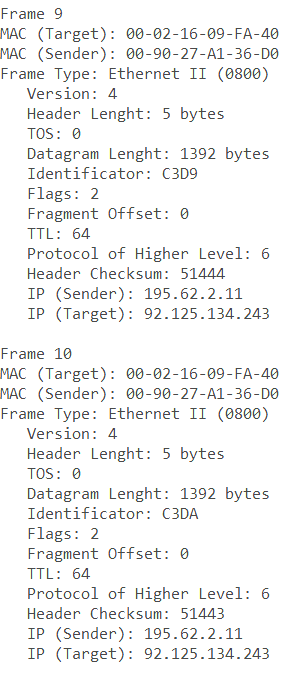 Frame 9
MAC (Target): 00-02-16-09-FA-40
MAC (Sender): 00-90-27-A1-36-D0
Frame Type: Ethernet II (0800)
Version: 4
Header Lenght: 5 bytes
TOS: 0
Datagram Lenght: 1392 bytes
Identificator: C3D9
Flags: 2
Fragment Offset: 0
TTL: 64
Protocol of Higher Level: 6
Header Checksum: 51444
IP (Sender): 195.62.2.11
IP (Target): 92.125.134.243
Frame 10
MAC (Target): 00-02-16-09-FA-40
MAC (Sender): 00-90-27-A1-36-D0
Frame Type: Ethernet II (0800)
Version: 4
Header Lenght: 5 bytes
TOS: 0
Datagram Lenght: 1392 bytes
Identificator: C3DA
Flags: 2
Fragment Offset: 0
TTL: 64
Protocol of Higher Level: 6
Header Checksum: 51443
IP (Sender): 195.62.2.11
IP (Target): 92.125.134.243